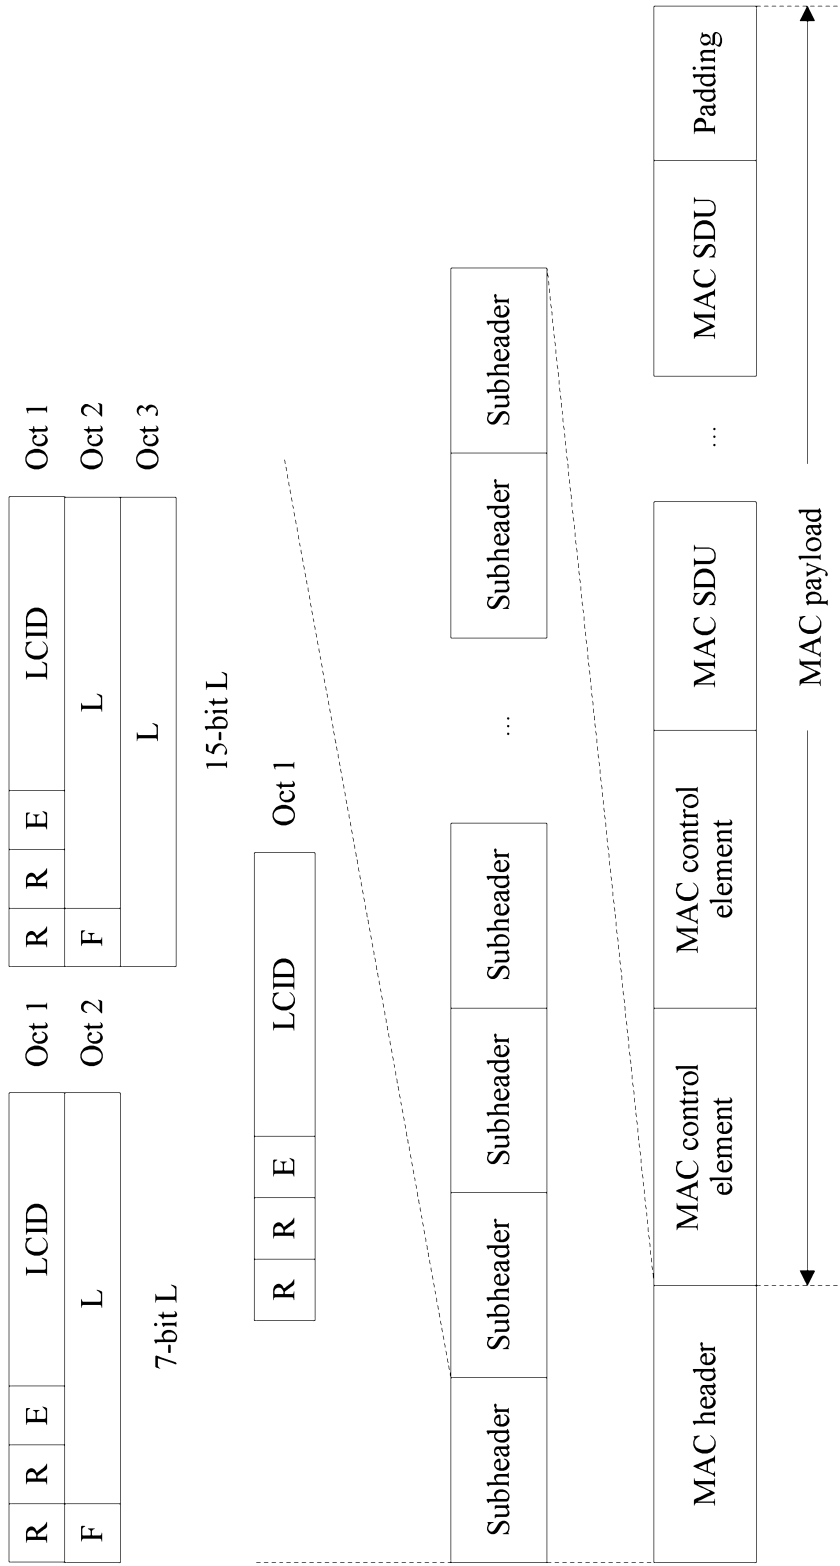 R R E LCID Oct 1
F L Oct 2
7-bit L
R R E LCID Oct 1
F L Oct 2
L Oct 3
15-bit L
R R E LCID Oct 1
Subheader Subheader Subheader Subheader ... Subheader Subheader
MAC header
MAC control
element
MAC control
element
MAC SDU
...
MAC SDU
Padding
MAC payload